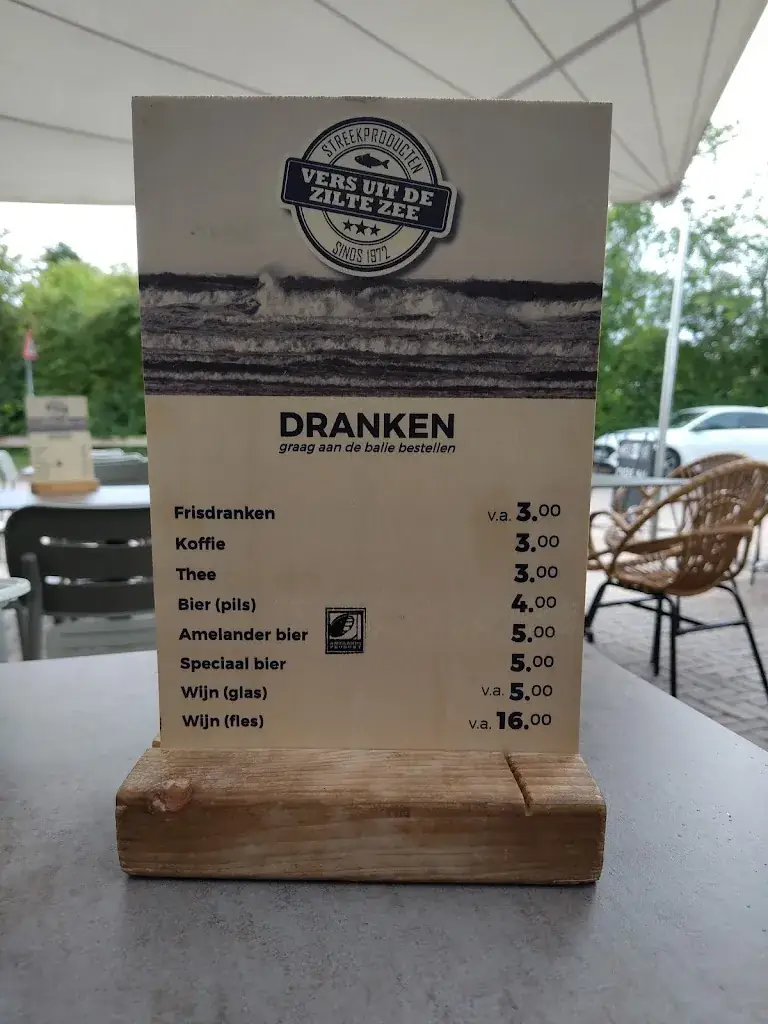 STREEKPRODUCTEN
VERS UIT DE
ZILTE ZEE
SINDS 1972
DRANKEN
graag aan de balie bestellen
Frisdranken v.a. 3.00
Koffie 3.00
Thee 3.00
Bier (pils) 4.00
Amelander bier 5.00
Speciaal bier 5.00
Wijn (glas) v.a. 5.00
Wijn (fles) v.a. 16.00